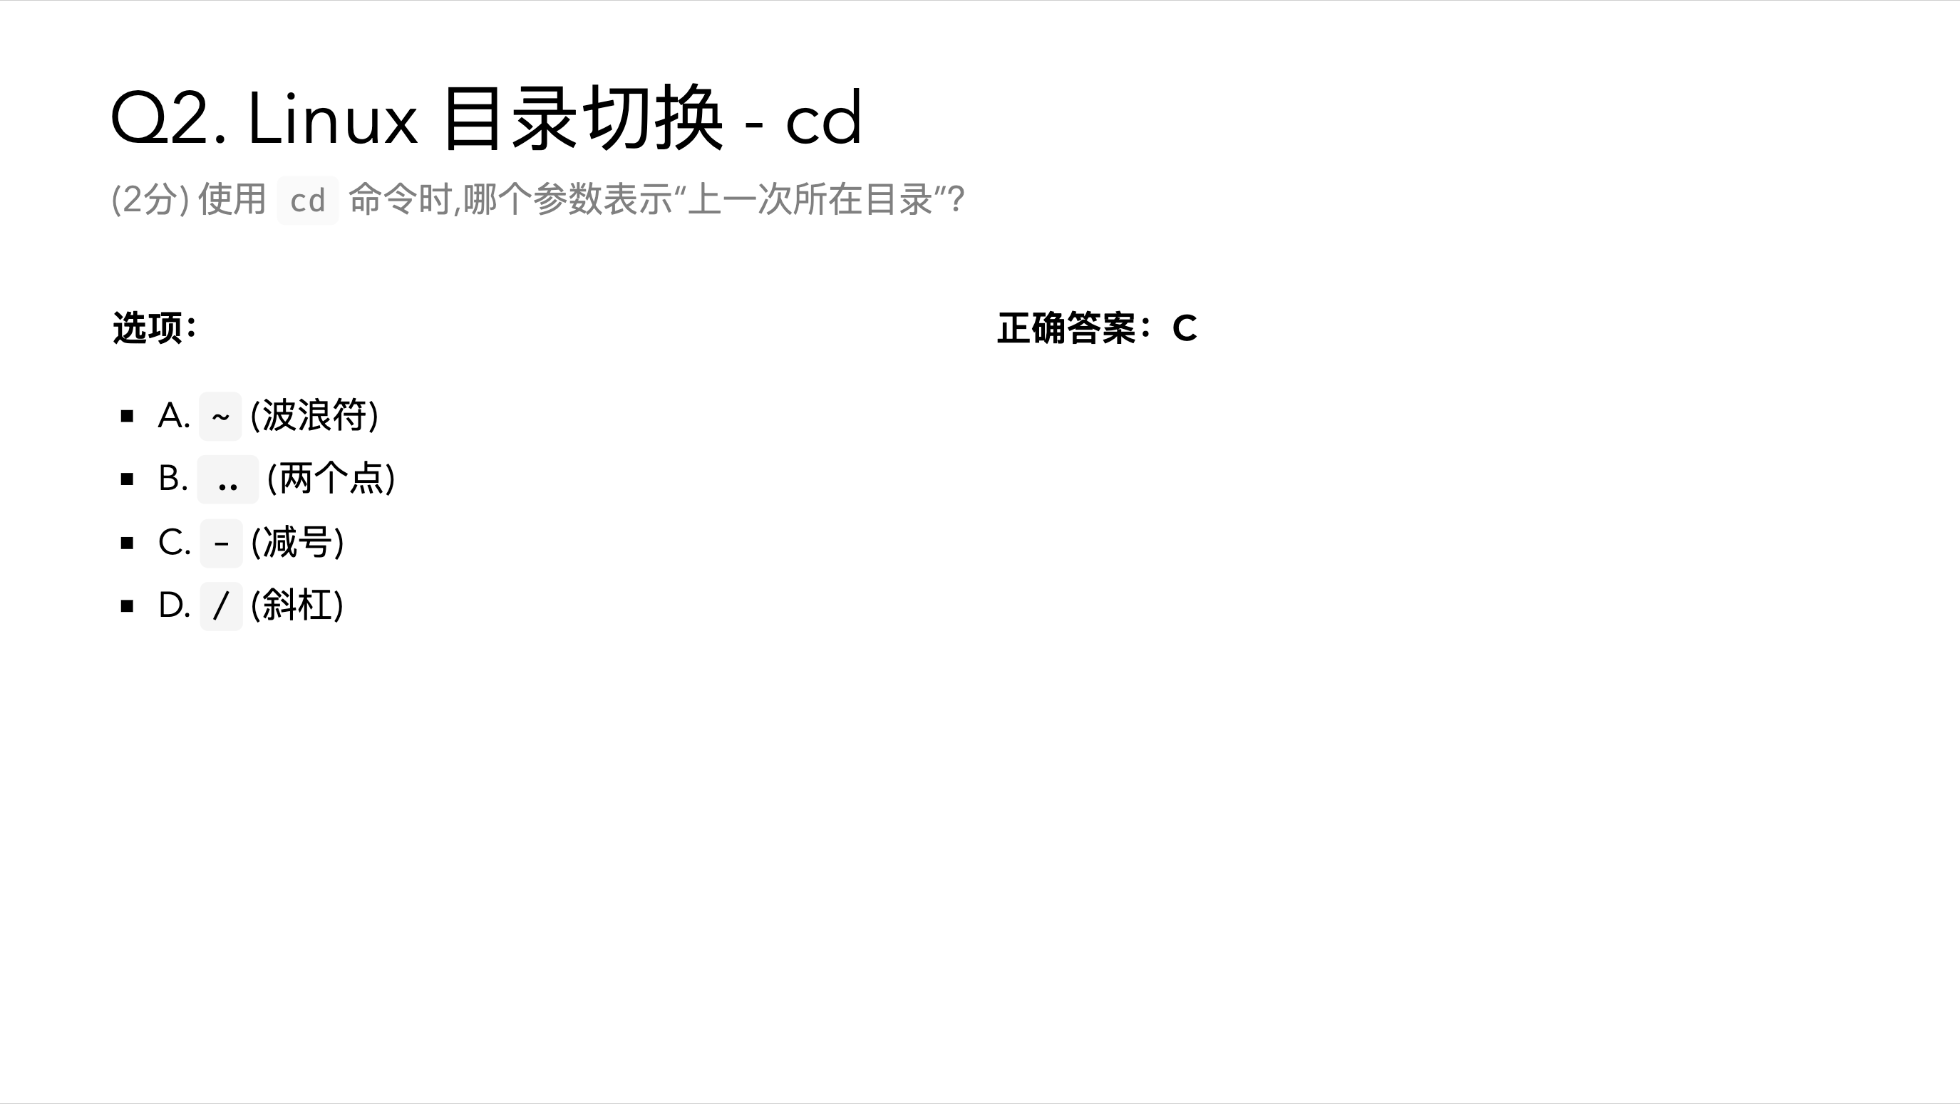 Q2. Linux 目录切换 - cd
(2分) 使用 cd 命令时,哪个参数表示“上一次所在目录”?
选项：
▪ A. ~ (波浪符)
▪ B. .. (两个点)
▪ C. - (减号)
▪ D. / (斜杠)
正确答案：C